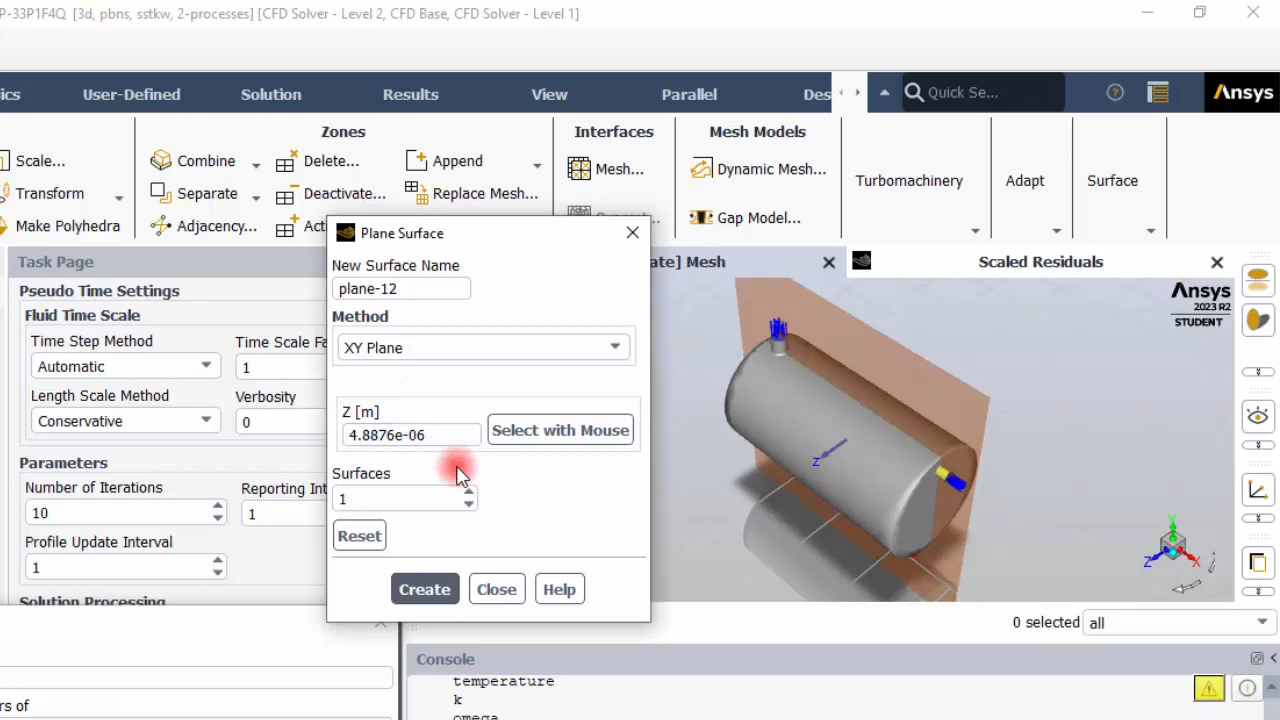 P-33P1F4Q [3d, pbns, sstkw, 2-processes] [CFD Solver - Level 2, CFD Base, CFD Solver - Level 1]
ics User-Defined Solution Results View Parallel Des Quick Se... Ansys
Zones Interfaces Mesh Models
Scale... Combine Delete... Append Mesh... Dynamic Mesh...
Transform Separate Deactivate... Replace Mesh... Turbomachinery Adapt Surface
Make Polyhedra Adjacency... Acti Gap Model...
Plane Surface
Task Page
ate] Mesh
Scaled Residuals
Pseudo Time Settings
Fluid Time Scale
Time Step Method Time Scale Fa
Automatic 1
Length Scale Method Verbosity
Conservative 0
Parameters
Number of Iterations Reporting Int
10 1
Profile Update Interval
1
Solution Processing
New Surface Name
plane-12
Method
XY Plane
Z [m]
4.8876e-06
Select with Mouse
Surfaces
1
Reset
Create Close Help
Ansys
2023 R2
STUDENT
Z
Y
Z X
0 selected all
Console
temperature
k
omega
rs of